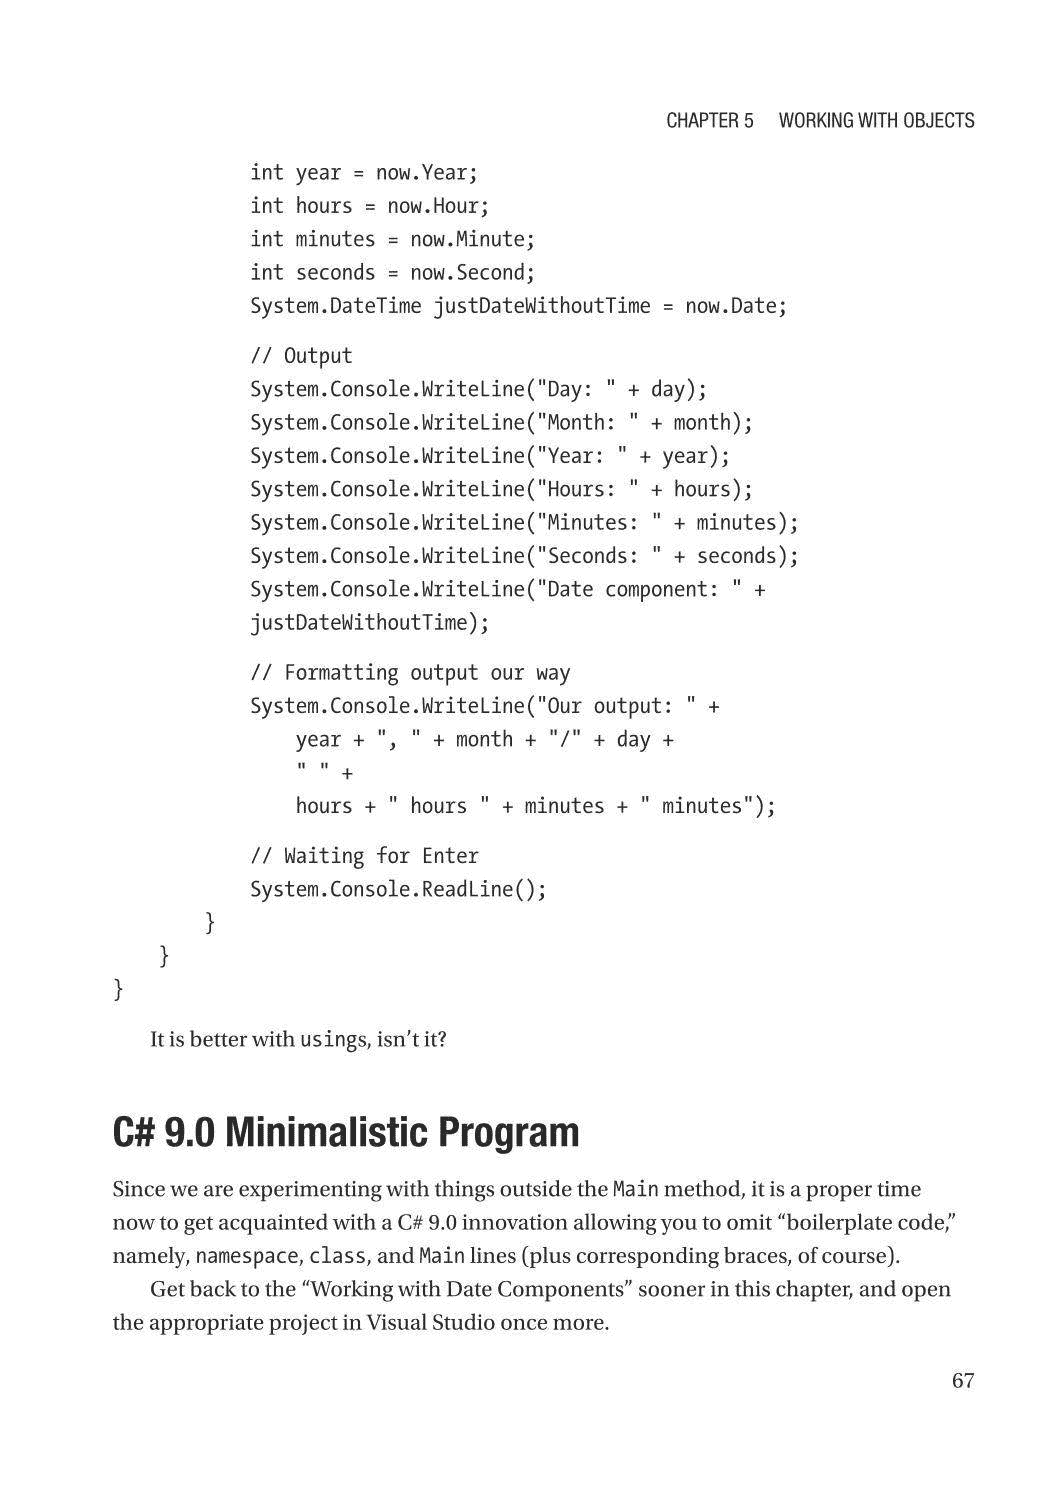 CHAPTER 5 WORKING WITH OBJECTS
int year = now.Year;
int hours = now.Hour;
int minutes = now.Minute;
int seconds = now.Second;
System.DateTime justDateWithoutTime = now.Date;
// Output
System.Console.WriteLine("Day: " + day);
System.Console.WriteLine("Month: " + month);
System.Console.WriteLine("Year: " + year);
System.Console.WriteLine("Hours: " + hours);
System.Console.WriteLine("Minutes: " + minutes);
System.Console.WriteLine("Seconds: " + seconds);
System.Console.WriteLine("Date component: " +
justDateWithoutTime);
// Formatting output our way
System.Console.WriteLine("Our output: " +
year + ", " + month + "/" + day +
" " +
hours + " hours " + minutes + " minutes");
// Waiting for Enter
System.Console.ReadLine();
}
}
}
It is better with usings, isn’t it?
C# 9.0 Minimalistic Program
Since we are experimenting with things outside the Main method, it is a proper time
now to get acquainted with a C# 9.0 innovation allowing you to omit “boilerplate code,”
namely, namespace, class, and Main lines (plus corresponding braces, of course).
Get back to the “Working with Date Components” sooner in this chapter, and open
the appropriate project in Visual Studio once more.
67